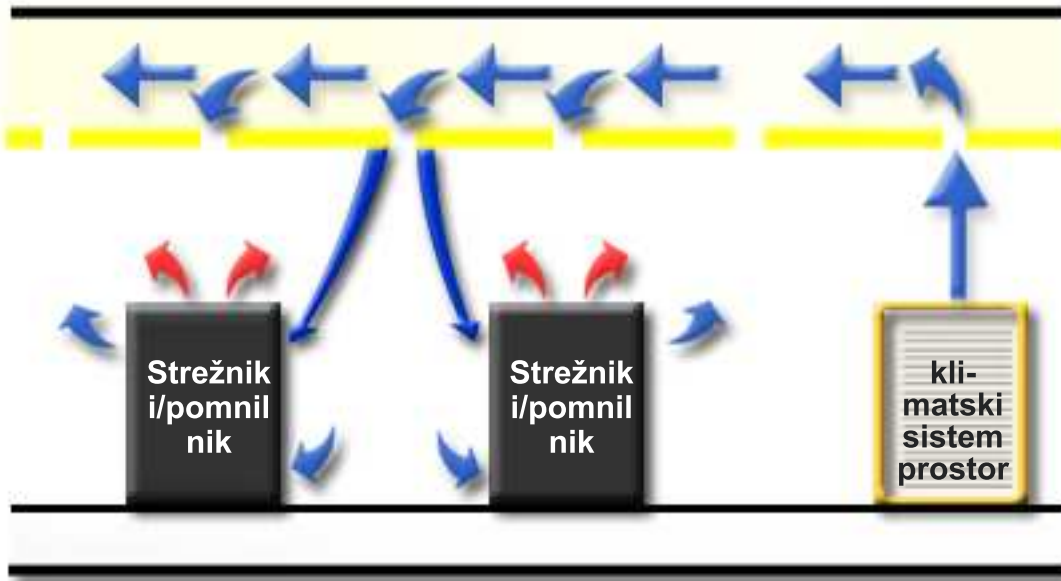 Strežnik
i/pomnil
nik
Strežnik
i/pomnil
nik
kli-
matski
sistem
prostor